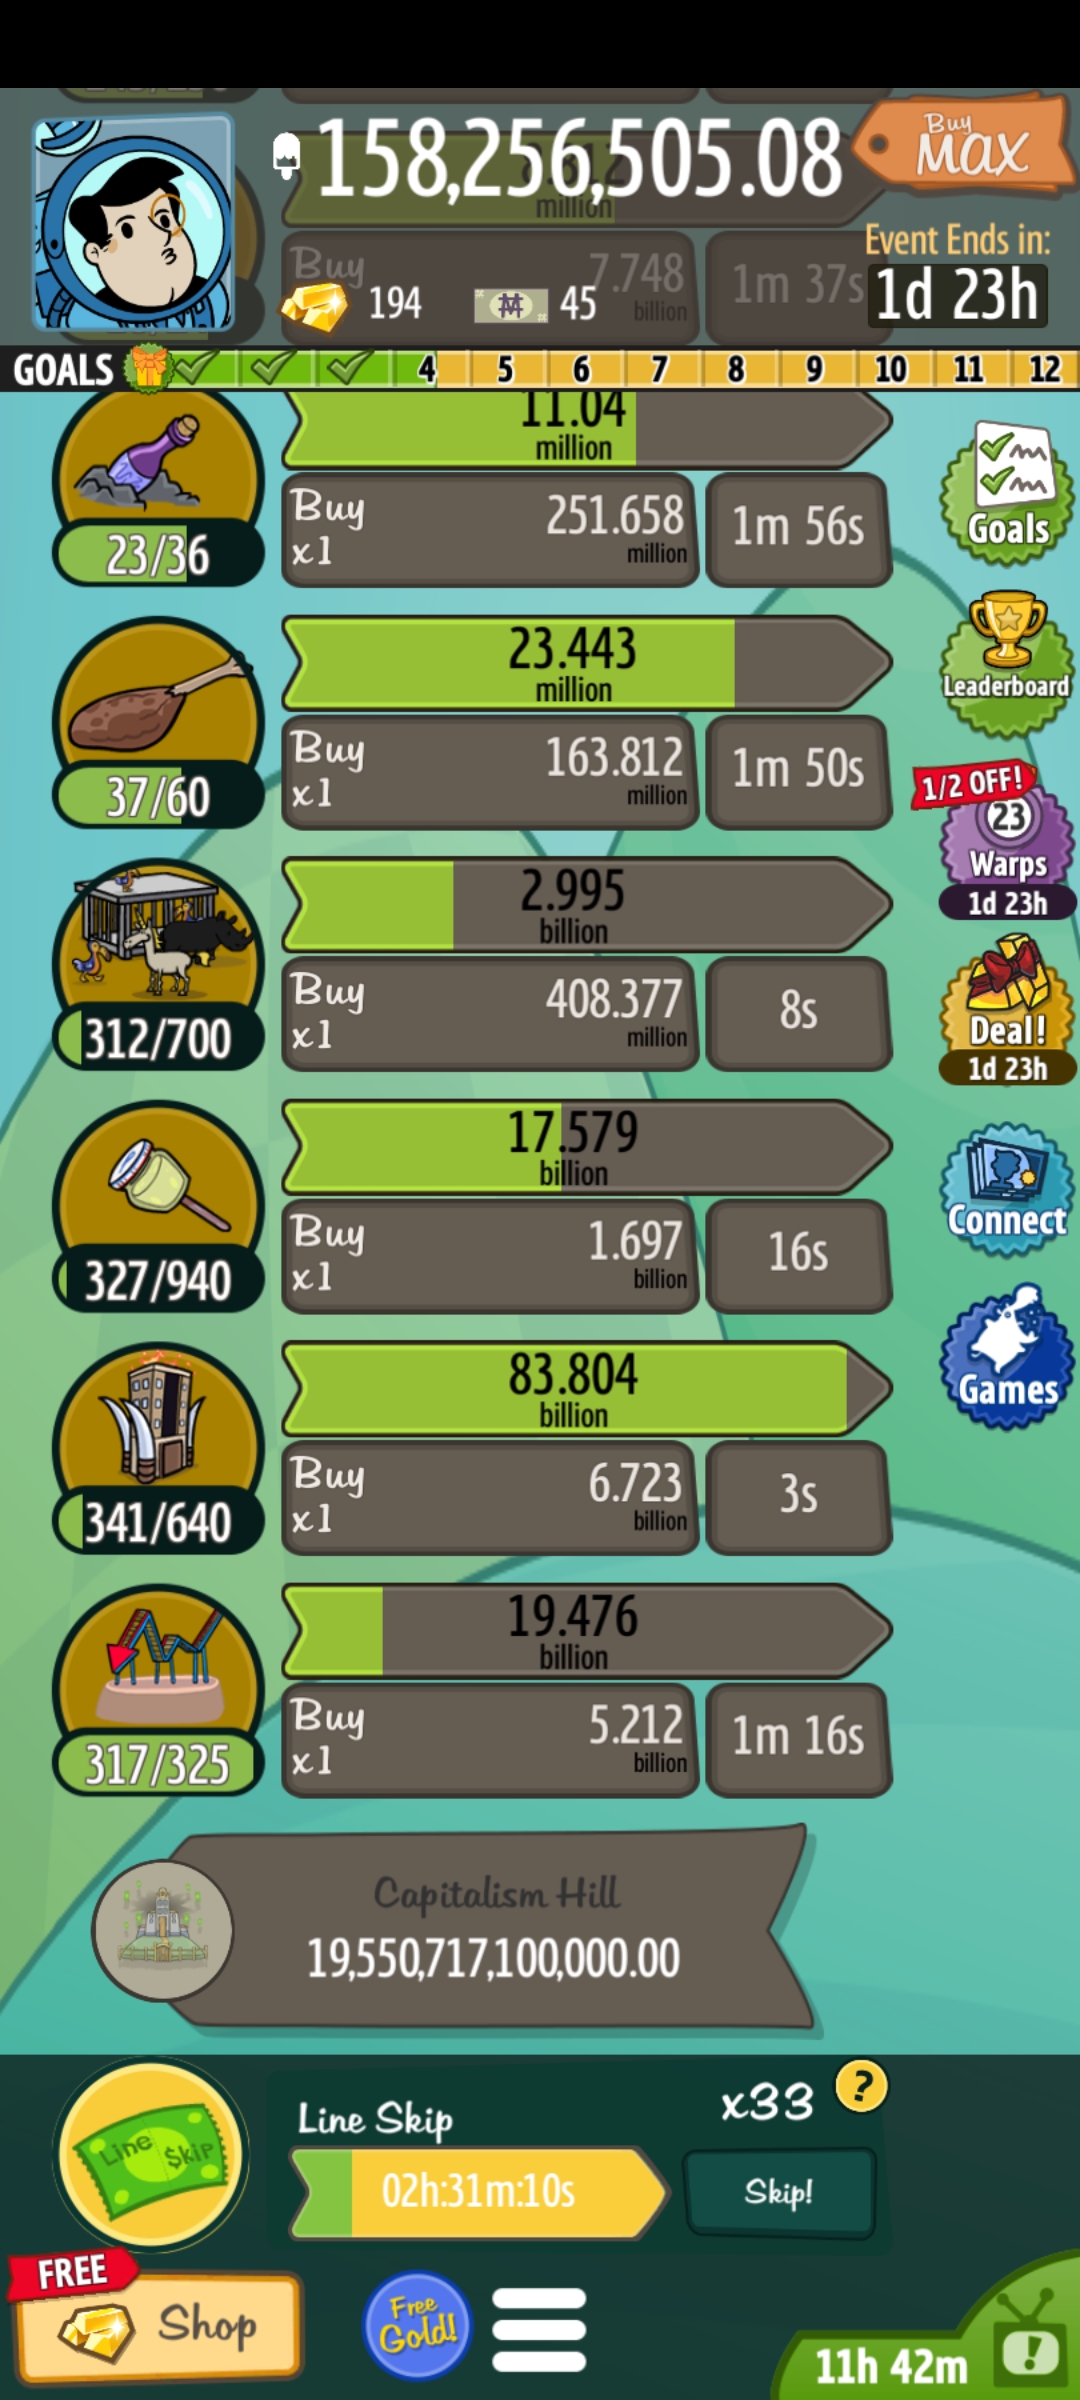 158,256,505.08
Buy
MAX
million
Buy
7.748
billion
1m 37s
194
45
Event Ends in:
1d 23h
GOALS
4 5 6 7 8 9 10 11 12
11.04
million
23/36
Buy
x1
251.658
million
1m 56s
Goals
23.443
million
37/60
Buy
x1
163.812
million
1m 50s
Leaderboard
1/2 OFF!
23
Warps
1d 23h
2.995
billion
312/700
Buy
x1
408.377
million
8s
Deal!
1d 23h
17.579
billion
327/940
Buy
x1
1.697
billion
16s
Connect
83.804
billion
341/640
Buy
x1
6.723
billion
3s
Games
19.476
billion
317/325
Buy
x1
5.212
billion
1m 16s
Capitalism Hill
19,550,717,100,000.00
Line $kip
Line Skip
x33
?
02h:31m:10s
Skip!
FREE
Shop
Free
Gold!
11h 42m
!